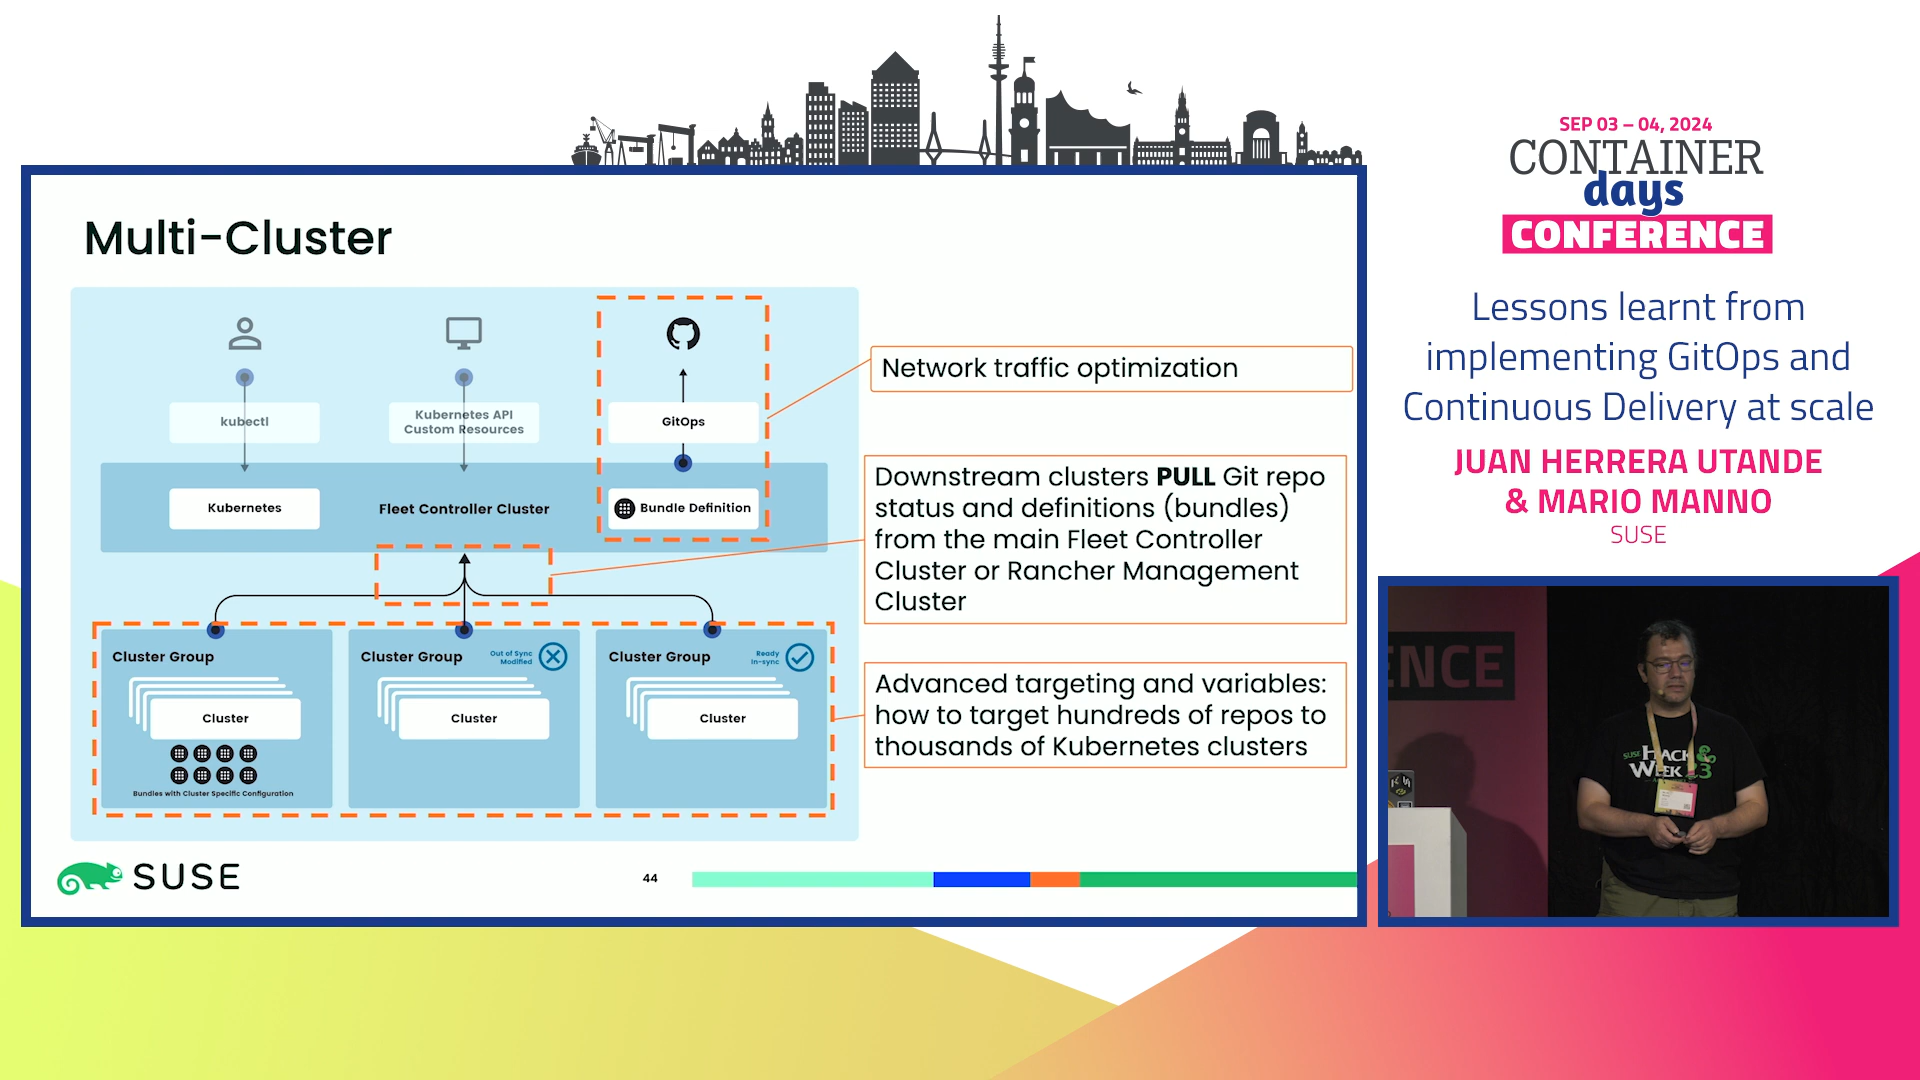 SEP 03 – 04, 2024
CONTAINER
days
CONFERENCE
Lessons learnt from
implementing GitOps and
Continuous Delivery at scale
JUAN HERRERA UTANDE
& MARIO MANNO
SUSE
Multi-Cluster
kubectl
Kubernetes API
Custom Resources
GitOps
Kubernetes
Fleet Controller Cluster
Bundle Definition
Cluster Group
Cluster
Bundles with Cluster Specific Configuration
Cluster Group
Out of Sync
Modified
Cluster
Cluster Group
Ready
In-sync
Cluster
Network traffic optimization
Downstream clusters PULL Git repo
status and definitions (bundles)
from the main Fleet Controller
Cluster or Rancher Management
Cluster
Advanced targeting and variables:
how to target hundreds of repos to
thousands of Kubernetes clusters
SUSE
44
ENCE
SUSE HACK
WEEK 23